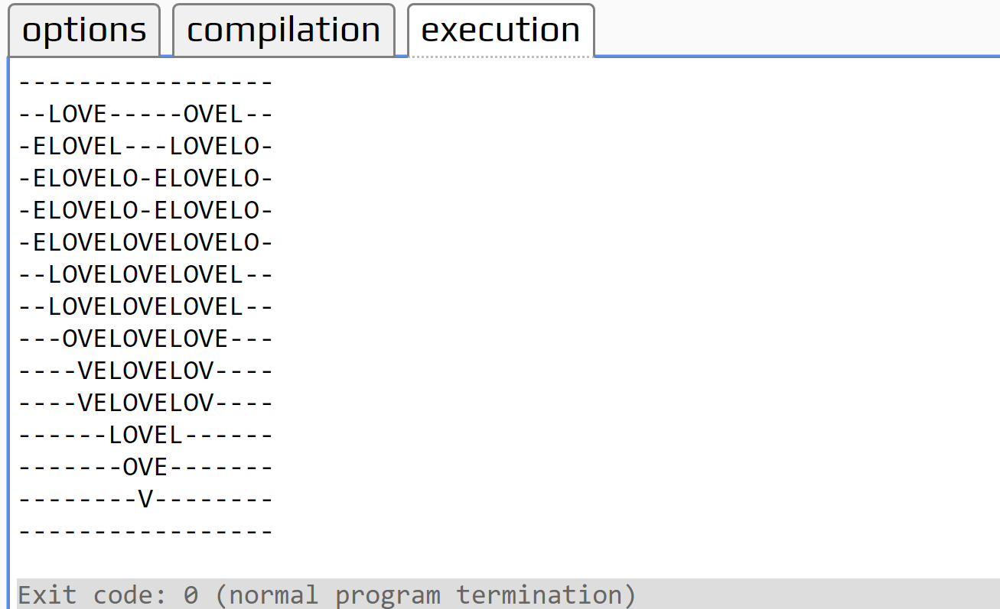 options compilation execution
-----------------
--LOVE-----OVEL--
-ELOVEL---LOVELO-
-ELOVELO-ELOVELO-
-ELOVELO-ELOVELO-
-ELOVELOVELOVELO-
--LOVELOVELOVEL--
--LOVELOVELOVEL--
---OVELOVELOVE---
----VELOVELOV----
----VELOVELOV----
------LOVEL------
-------OVE-------
--------V--------
-----------------
Exit code: 0 (normal program termination)